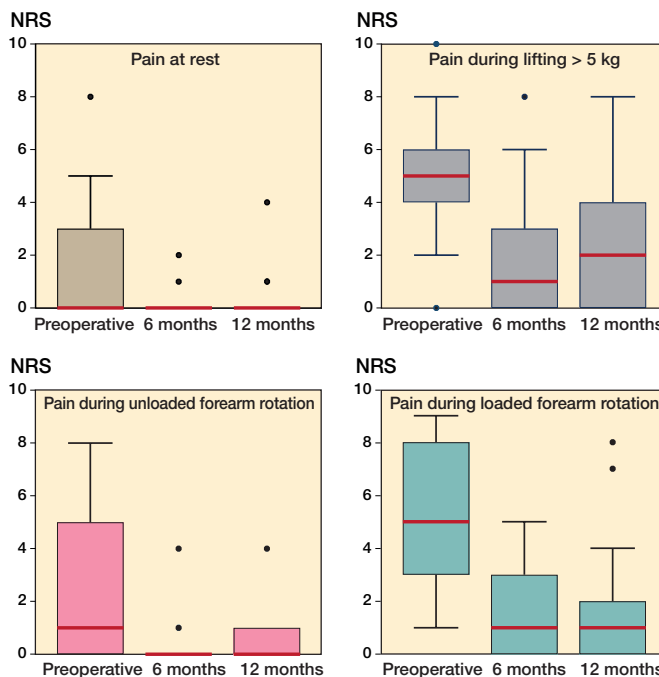 NRS
10
8
6
4
2
0
Pain at rest
Preoperative 6 months 12 months
NRS
10
8
6
4
2
0
Pain during lifting > 5 kg
Preoperative 6 months 12 months
NRS
10
8
6
4
2
0
Pain during unloaded forearm rotation
Preoperative 6 months 12 months
NRS
10
8
6
4
2
0
Pain during loaded forearm rotation
Preoperative 6 months 12 months